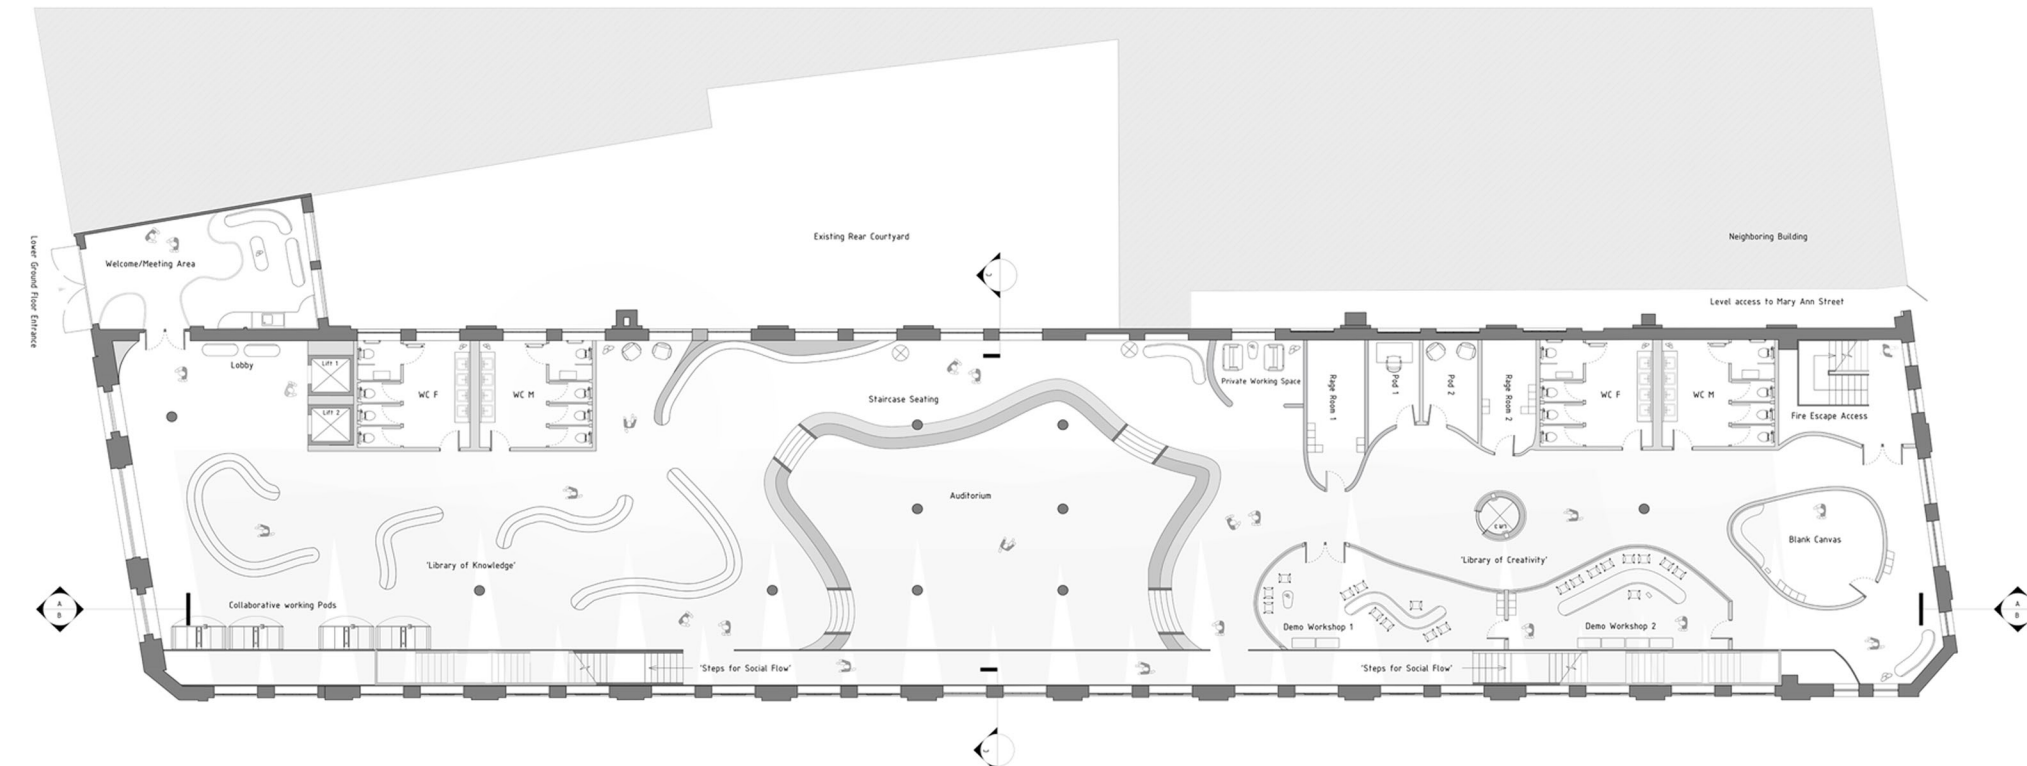 Existing Rear Courtyard
Neighboring Building
Lower Ground Floor Entrance
Welcome/Meeting Area
Level access to Mary Ann Street
Lobby
Lift 1
Lift 2
WC F
WC M
Staircase Seating
Private Working Space
Rage Room 1
Pod 1
Pod 2
Rage Room 2
WC F
WC M
Fire Escape Access
Auditorium
'Library of Knowledge'
'Library of Creativity'
Blank Canvas
Collaborative working Pods
Demo Workshop 1
Demo Workshop 2
'Steps for Social Flow'
'Steps for Social Flow'
A
B
A
B